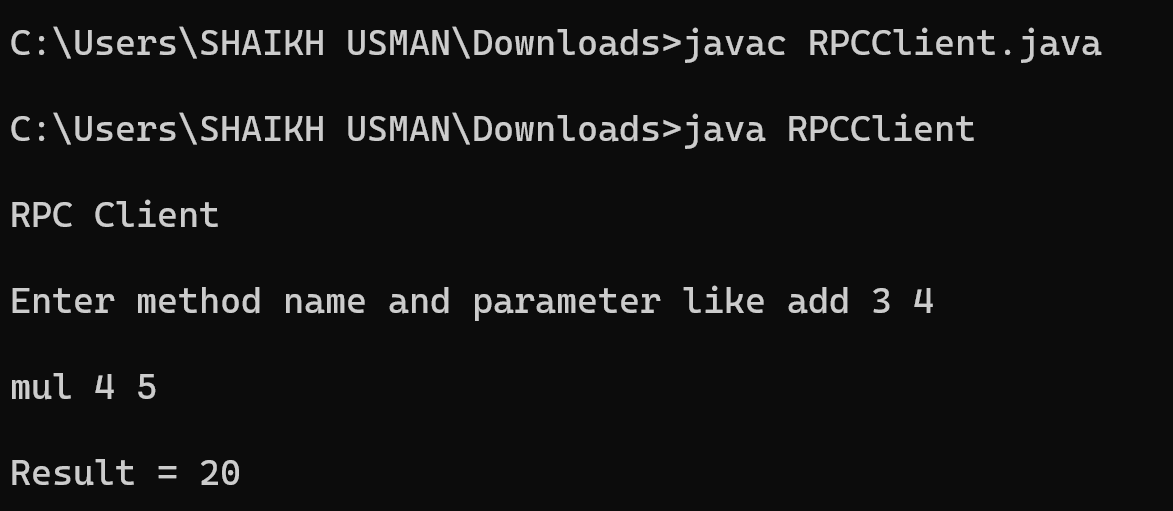 C:\Users\SHAIKH USMAN\Downloads>javac RPCClient.java
C:\Users\SHAIKH USMAN\Downloads>java RPCClient
RPC Client
Enter method name and parameter like add 3 4
mul 4 5
Result = 20